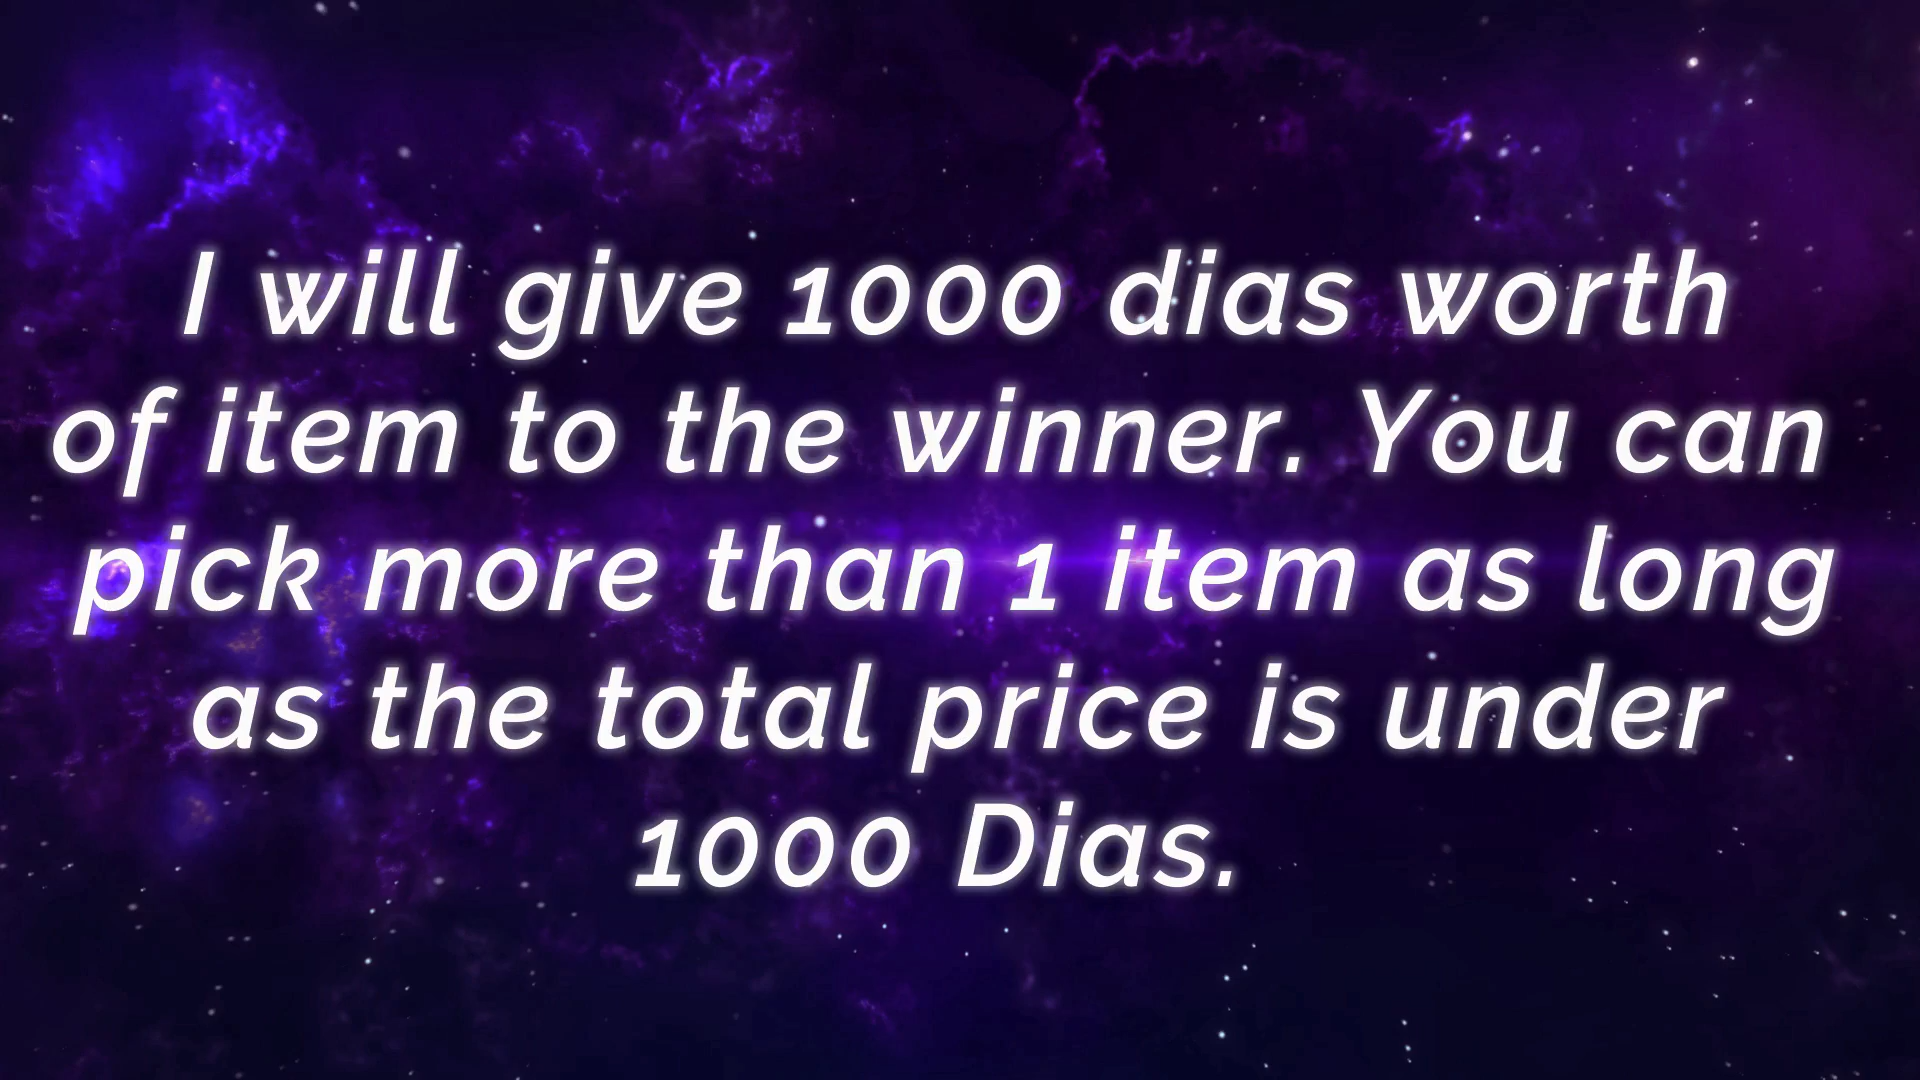 I will give 1000 dias worth
of item to the winner. You can
pick more than 1 item as long
as the total price is under
1000 Dias.